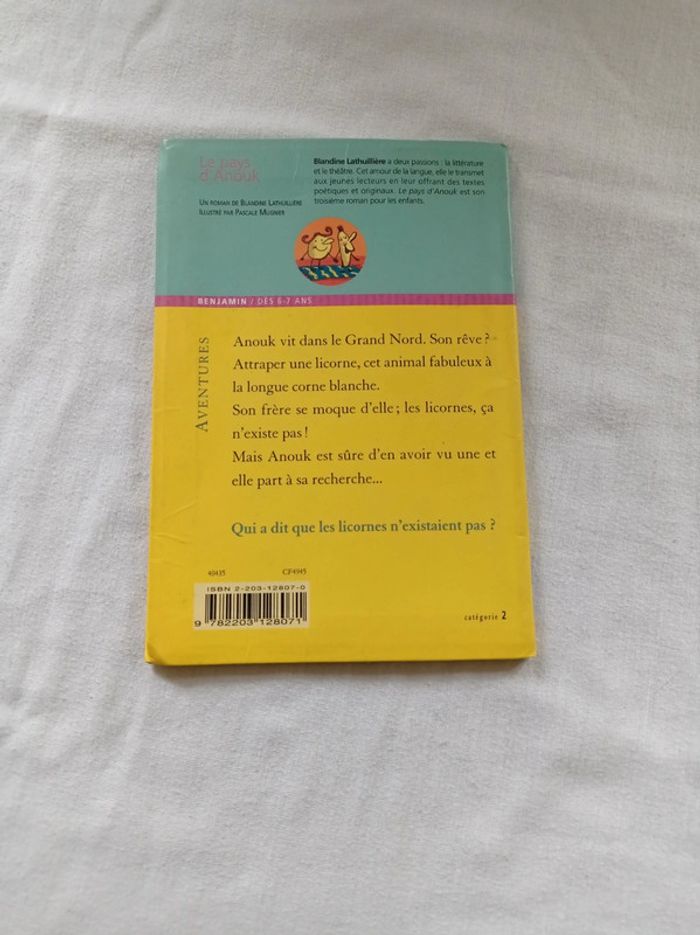 Le pays
d'Anouk
UN ROMAN DE BLANDINE LATHUILLIÈRE
ILLUSTRÉ PAR PASCALE MUGNIER
Blandine Lathuillière a deux passions : la littérature
et le théâtre. Cet amour de la langue, elle le transmet
aux jeunes lecteurs en leur offrant des textes
poétiques et originaux. Le pays d'Anouk est son
troisième roman pour les enfants.
BENJAMIN / DÈS 6-7 ANS
AVENTURES
Anouk vit dans le Grand Nord. Son rêve ?
Attraper une licorne, cet animal fabuleux à
la longue corne blanche.
Son frère se moque d'elle ; les licornes, ça
n'existe pas !
Mais Anouk est sûre d'en avoir vu une et
elle part à sa recherche...
Qui a dit que les licornes n'existaient pas ?
40435 CF4945
ISBN 2-203-12807-0
9 782203 128071
catégorie 2